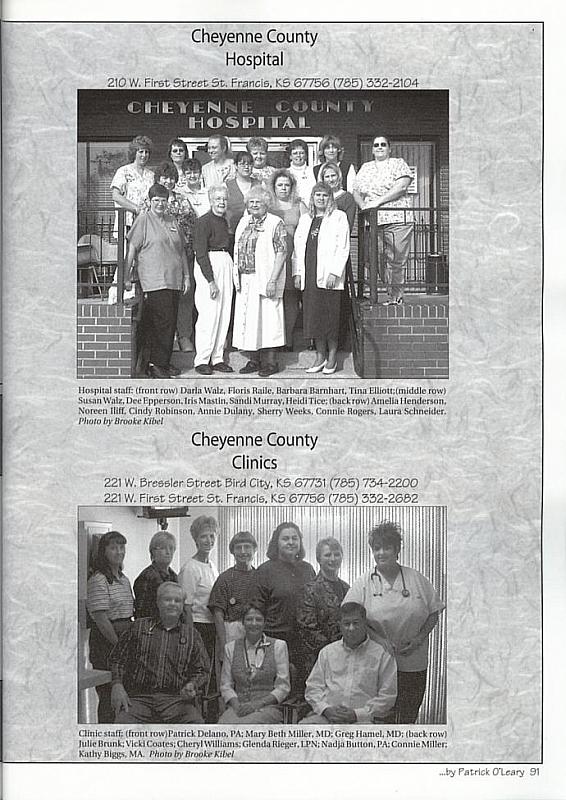 Cheyenne County
Hospital
210 W. First Street St. Francis, KS 67756 (785) 332-2104
CHEYENNE COUNTY
HOSPITAL
Hospital staff: (front row) Darla Walz, Floris Raile, Barbara Barnhart, Tina Elliott;(middle row)
Susan Walz, Dee Epperson, Iris Mastin, Sandi Murray, Heidi Tice; (back row) Amelia Henderson,
Noreen Iliff, Cindy Robinson, Annie Dulany, Sherry Weeks, Connie Rogers, Laura Schneider.
Photo by Brooke Kibel
Cheyenne County
Clinics
221 W. Bressler Street Bird City, KS 67731 (785) 734-2200
221 W. First Street St. Francis, KS 67756 (785) 332-2682
Clinic staff: (front row)Patrick Delano, PA; Mary Beth Miller, MD; Greg Hamel, MD; (back row)
Julie Brunk; Vicki Coates; Cheryl Williams; Glenda Rieger, LPN; Nadja Button, PA; Connie Miller;
Kathy Biggs, MA. Photo by Brooke Kibel
...by Patrick O'Leary 91